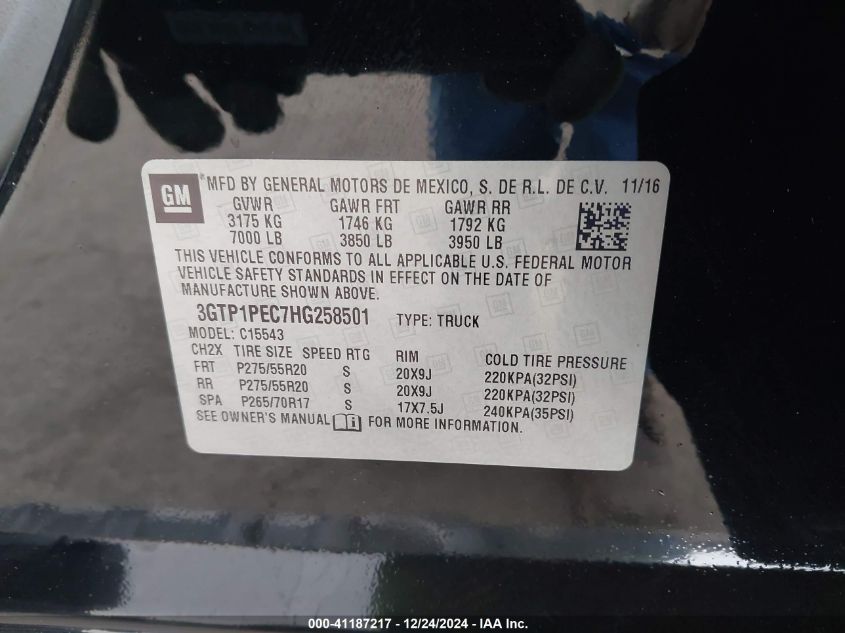 GM MFD BY GENERAL MOTORS DE MEXICO, S. DE R.L. DE C.V. 11/16
GVWR GAWR FRT GAWR RR
3175 KG 1746 KG 1792 KG
7000 LB 3850 LB 3950 LB
THIS VEHICLE CONFORMS TO ALL APPLICABLE U.S. FEDERAL MOTOR
VEHICLE SAFETY STANDARDS IN EFFECT ON THE DATE OF
MANUFACTURE SHOWN ABOVE.
3GTP1PEC7HG258501 TYPE: TRUCK
MODEL: C15543
CH2X TIRE SIZE SPEED RTG RIM COLD TIRE PRESSURE
FRT P275/55R20 S 20X9J 220KPA(32PSI)
RR P275/55R20 S 20X9J 220KPA(32PSI)
SPA P265/70R17 S 17X7.5J 240KPA(35PSI)
SEE OWNER'S MANUAL i FOR MORE INFORMATION.
000-41187217 - 12/24/2024 - IAA Inc.